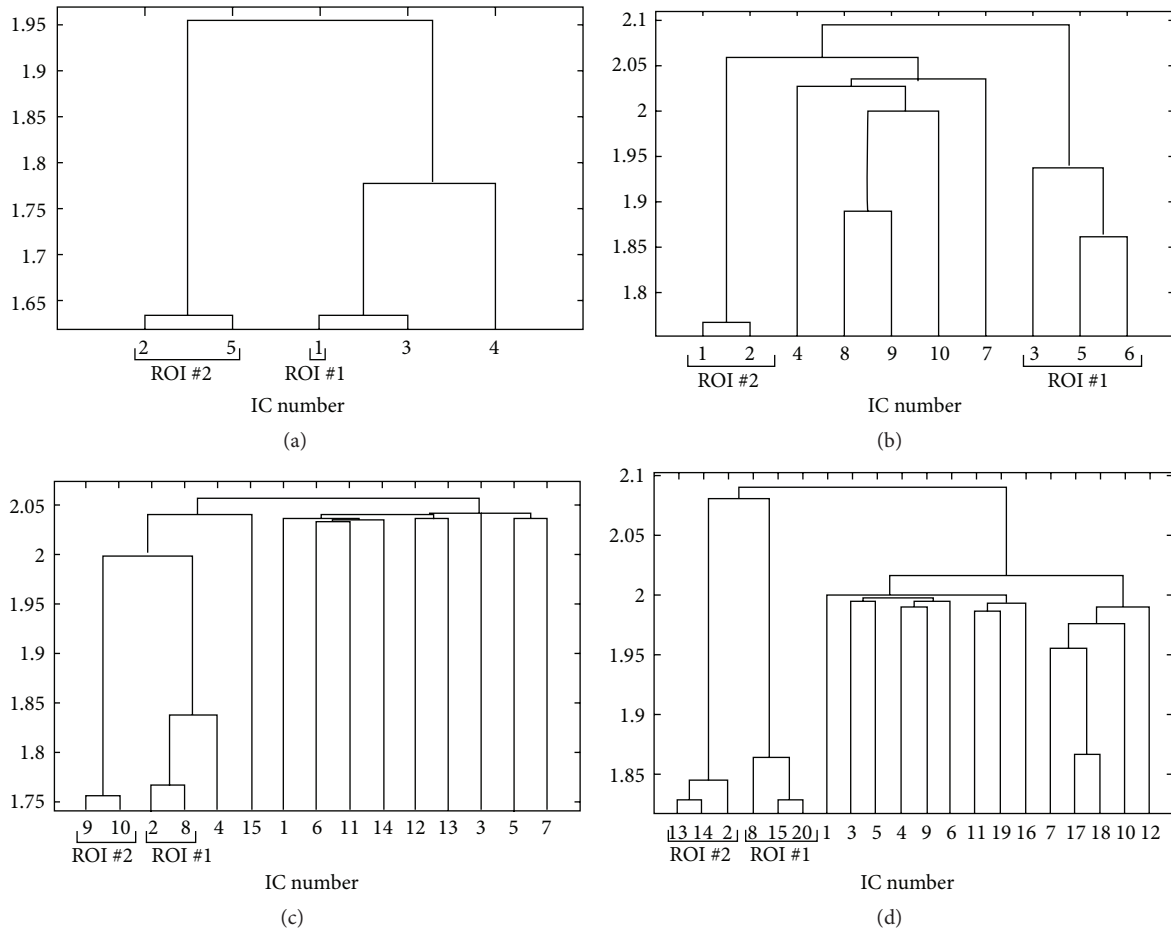 1.95
1.9
1.85
1.8
1.75
1.7
1.65
2 5 1 3 4
ROI #2 ROI #1
IC number
(a)
2.1
2.05
2
1.95
1.9
1.85
1.8
1 2 4 8 9 10 7 3 5 6
ROI #2 ROI #1
IC number
(b)
2.05
2
1.95
1.9
1.85
1.8
1.75
9 10 2 8 4 15 1 6 11 14 12 13 3 5 7
ROI #2 ROI #1
IC number
(c)
2.1
2.05
2
1.95
1.9
1.85
13 14 2 8 15 20 1 3 5 4 9 6 11 19 16 7 17 18 10 12
ROI #2 ROI #1
IC number
(d)